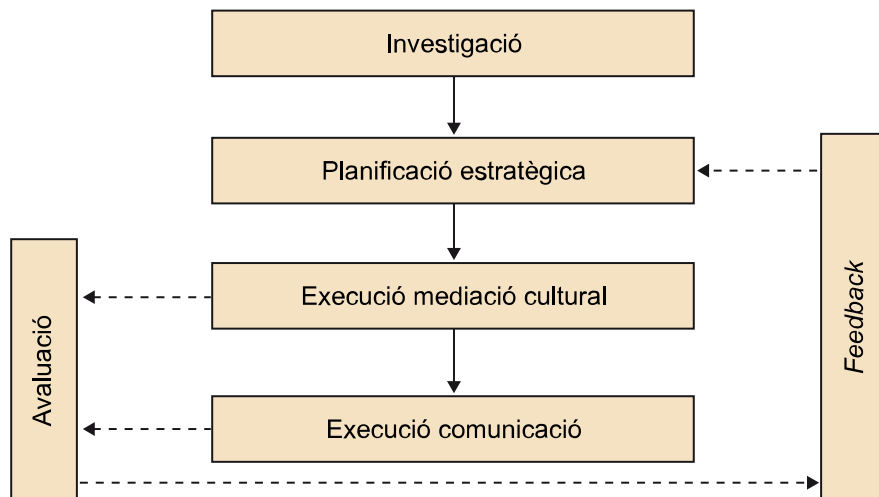 Investigació
Planificació estratègica
Execució mediació cultural
Execució comunicació
Avaluació
Feedback